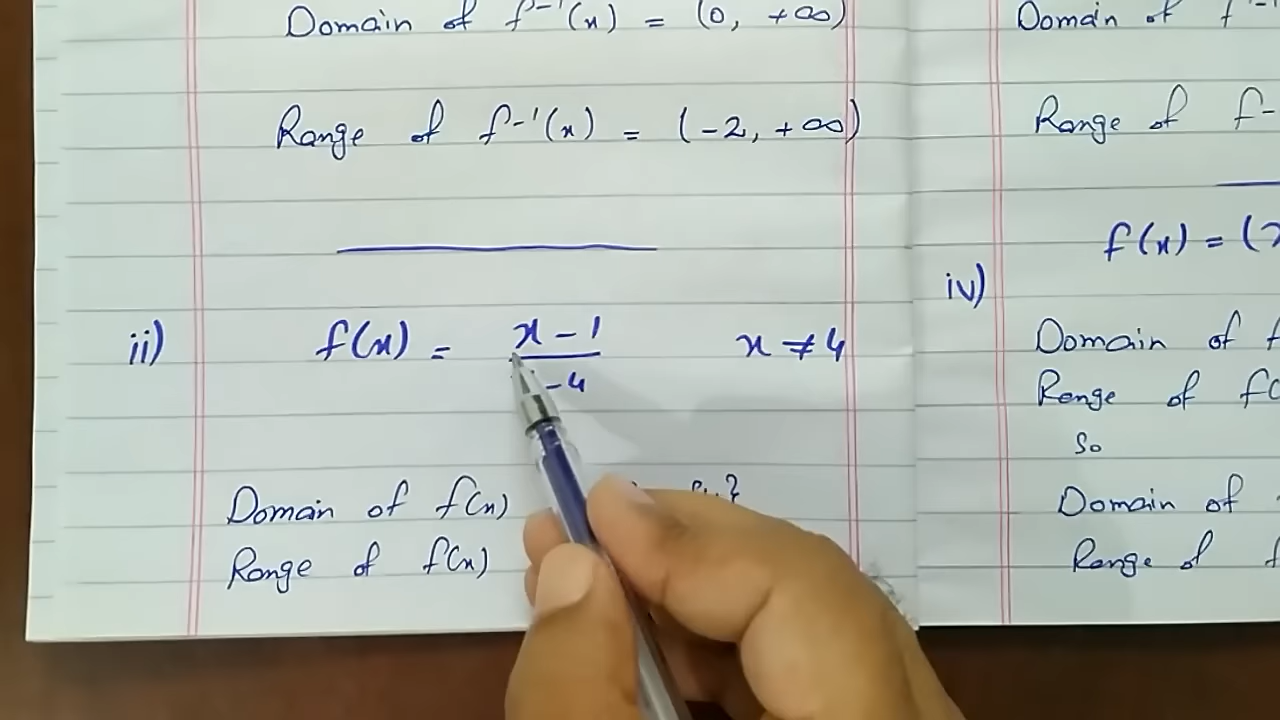 Domain of f⁻¹(x) = (0, +∞)
Range of f⁻¹(x) = (-2, +∞)
ii) f(x) = x - 1
- 4
x ≠ 4
Domain of f(x)
Range of f(x)
Domain of
Range of f-
f(x) = (
iv)
Domain of f
Range of f(
So
Domain of
Range of